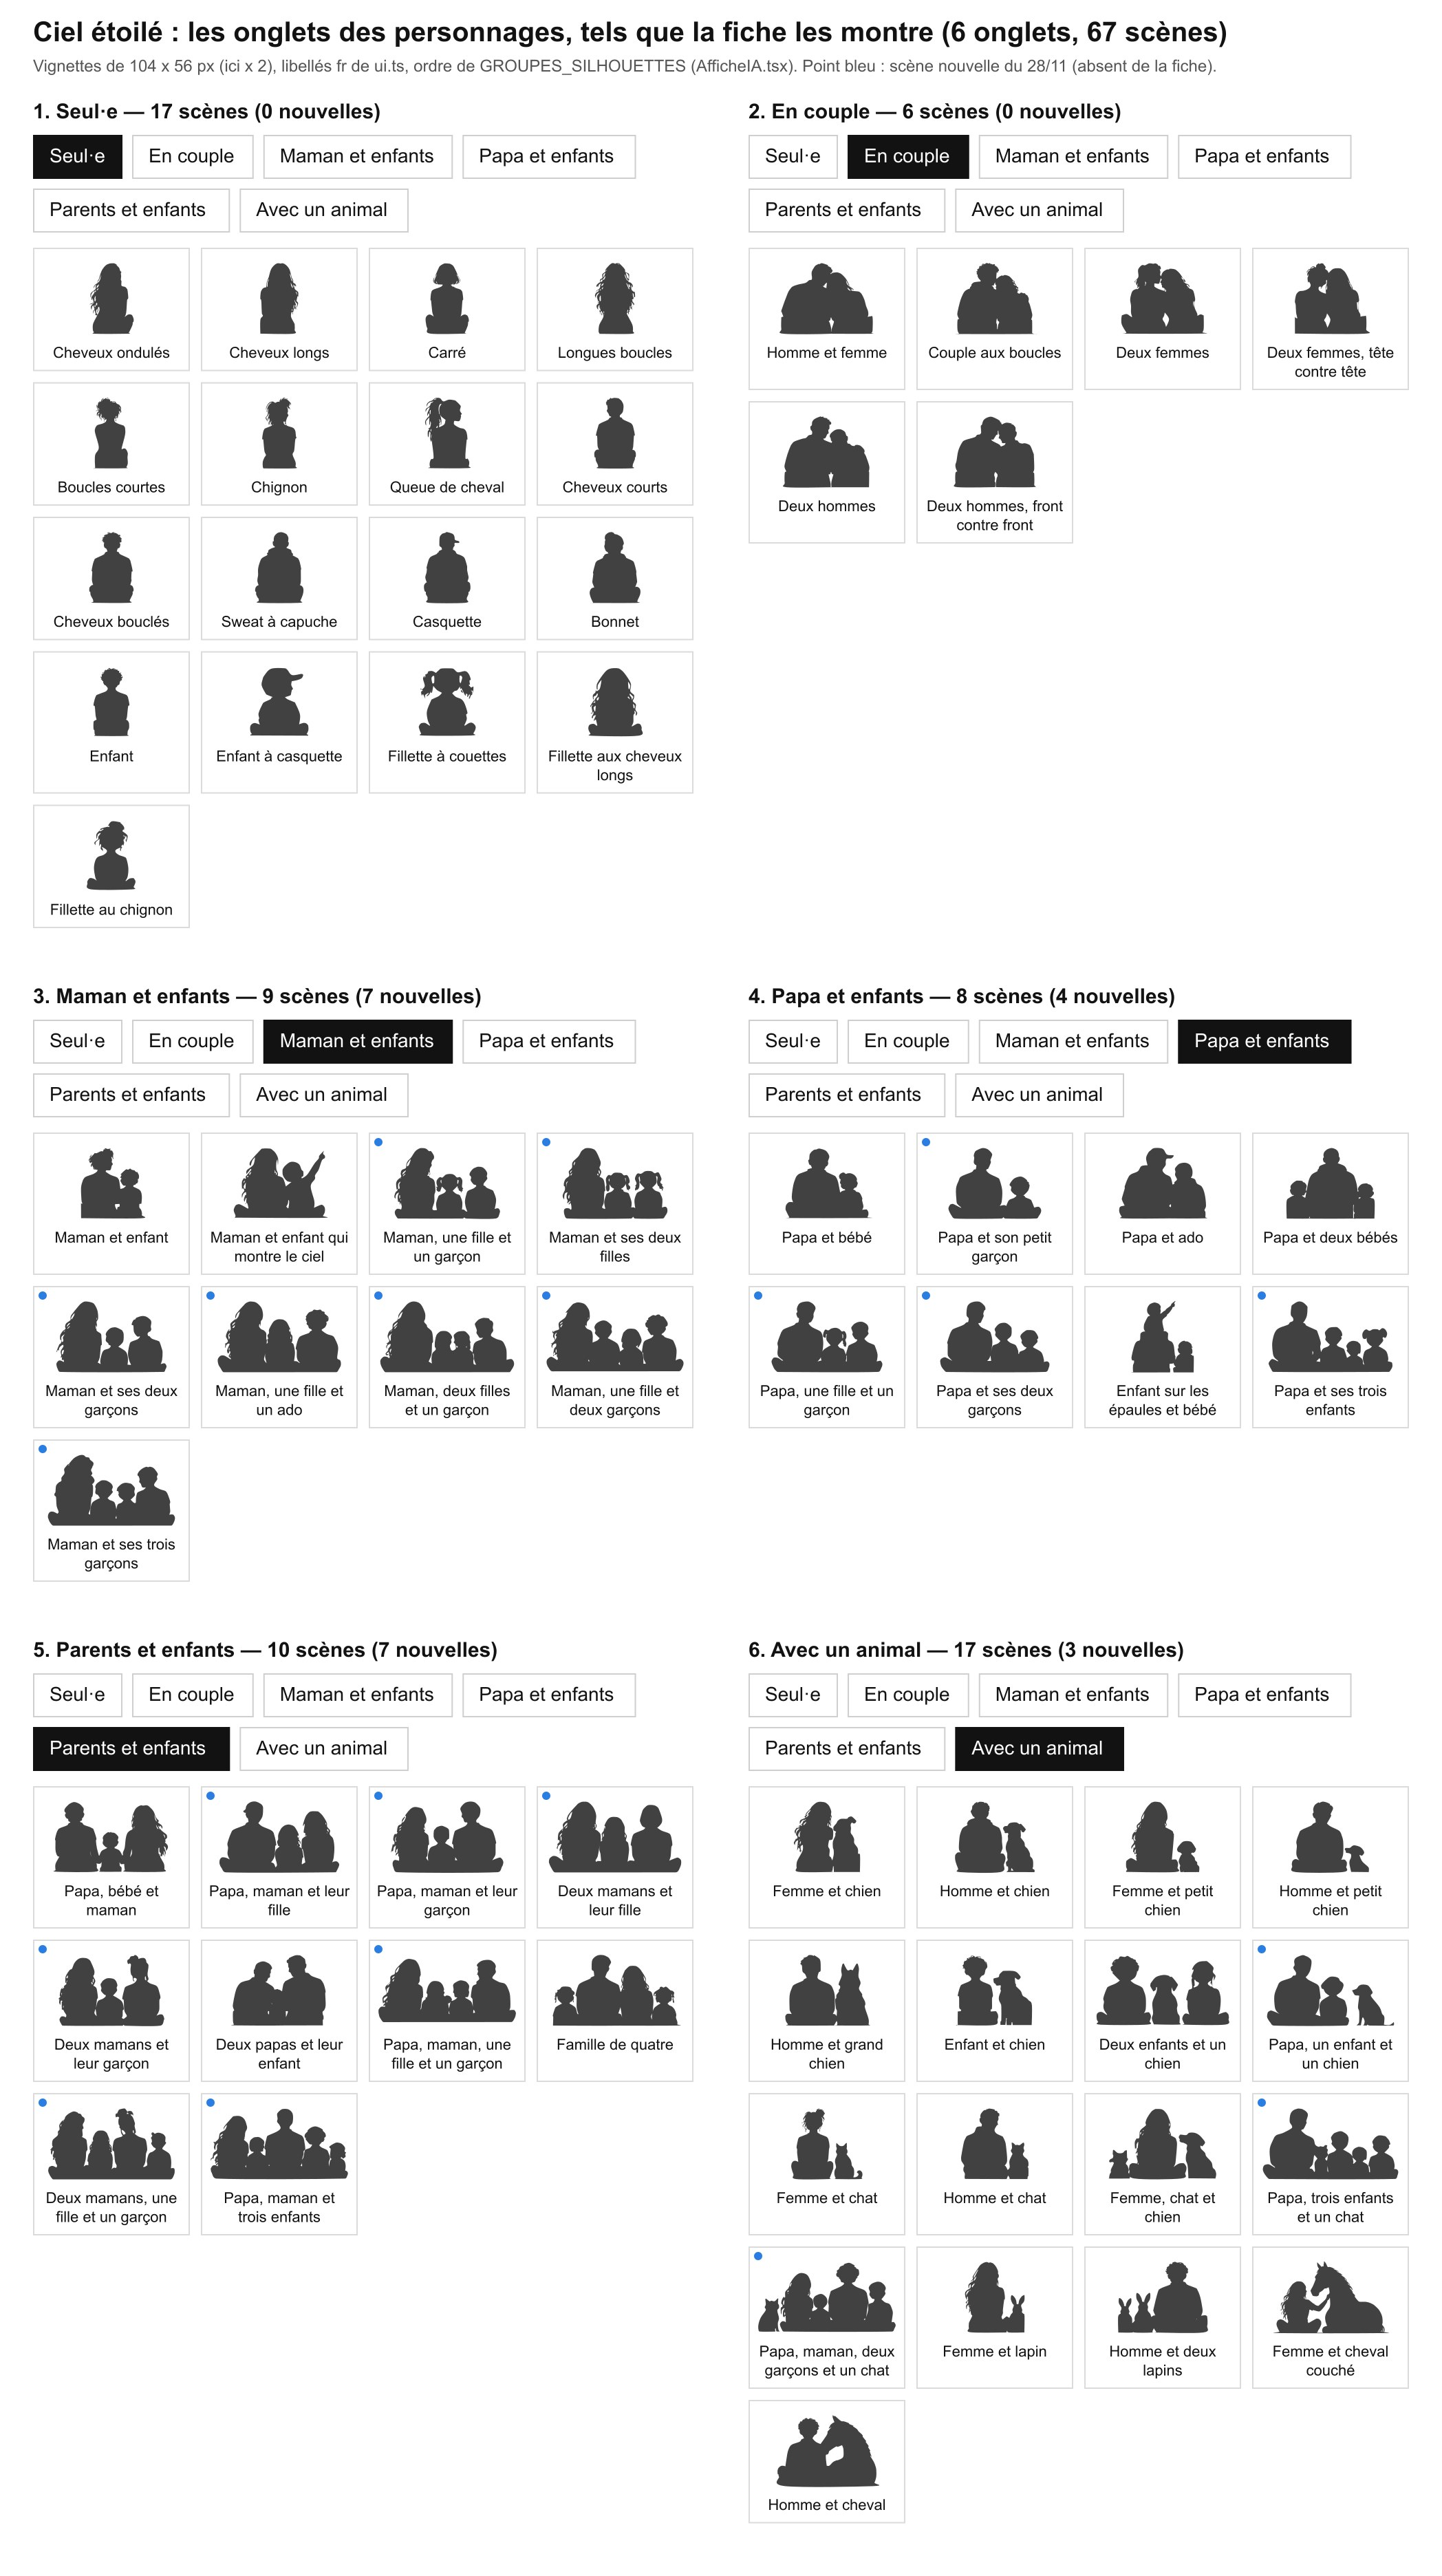 Ciel étoilé : les onglets des personnages, tels que la fiche les montre (6 onglets, 67 scènes)
Vignettes de 104 x 56 px (ici x 2), libellés fr de ui.ts, ordre de GROUPES_SILHOUETTES (AfficheIA.tsx). Point bleu : scène nouvelle du 28/11 (absent de la fiche).
1. Seul·e — 17 scènes (0 nouvelles)
Seul·e
En couple
Maman et enfants
Papa et enfants
Parents et enfants
Avec un animal
Cheveux ondulés
Cheveux longs
Carré
Longues boucles
Boucles courtes
Chignon
Queue de cheval
Cheveux courts
Cheveux bouclés
Sweat à capuche
Casquette
Bonnet
Enfant
Enfant à casquette
Fillette à couettes
Fillette aux cheveux
longs
Fillette au chignon
2. En couple — 6 scènes (0 nouvelles)
Seul·e
En couple
Maman et enfants
Papa et enfants
Parents et enfants
Avec un animal
Homme et femme
Couple aux boucles
Deux femmes
Deux femmes, tête
contre tête
Deux hommes
Deux hommes, front
contre front
3. Maman et enfants — 9 scènes (7 nouvelles)
Seul·e
En couple
Maman et enfants
Papa et enfants
Parents et enfants
Avec un animal
Maman et enfant
Maman et enfant qui
montre le ciel
Maman, une fille et
un garçon
Maman et ses deux
filles
Maman et ses deux
garçons
Maman, une fille et
un ado
Maman, deux filles
et un garçon
Maman, une fille et
deux garçons
Maman et ses trois
garçons
4. Papa et enfants — 8 scènes (4 nouvelles)
Seul·e
En couple
Maman et enfants
Papa et enfants
Parents et enfants
Avec un animal
Papa et bébé
Papa et son petit
garçon
Papa et ado
Papa et deux bébés
Papa, une fille et un
garçon
Papa et ses deux
garçons
Enfant sur les
épaules et bébé
Papa et ses trois
enfants
5. Parents et enfants — 10 scènes (7 nouvelles)
Seul·e
En couple
Maman et enfants
Papa et enfants
Parents et enfants
Avec un animal
Papa, bébé et
maman
Papa, maman et leur
fille
Papa, maman et leur
garçon
Deux mamans et
leur fille
Deux mamans et
leur garçon
Deux papas et leur
enfant
Papa, maman, une
fille et un garçon
Famille de quatre
Deux mamans, une
fille et un garçon
Papa, maman et
trois enfants
6. Avec un animal — 17 scènes (3 nouvelles)
Seul·e
En couple
Maman et enfants
Papa et enfants
Parents et enfants
Avec un animal
Femme et chien
Homme et chien
Femme et petit
chien
Homme et petit
chien
Homme et grand
chien
Enfant et chien
Deux enfants et un
chien
Papa, un enfant et
un chien
Femme et chat
Homme et chat
Femme, chat et
chien
Papa, trois enfants
et un chat
Papa, maman, deux
garçons et un chat
Femme et lapin
Homme et deux
lapins
Femme et cheval
couché
Homme et cheval